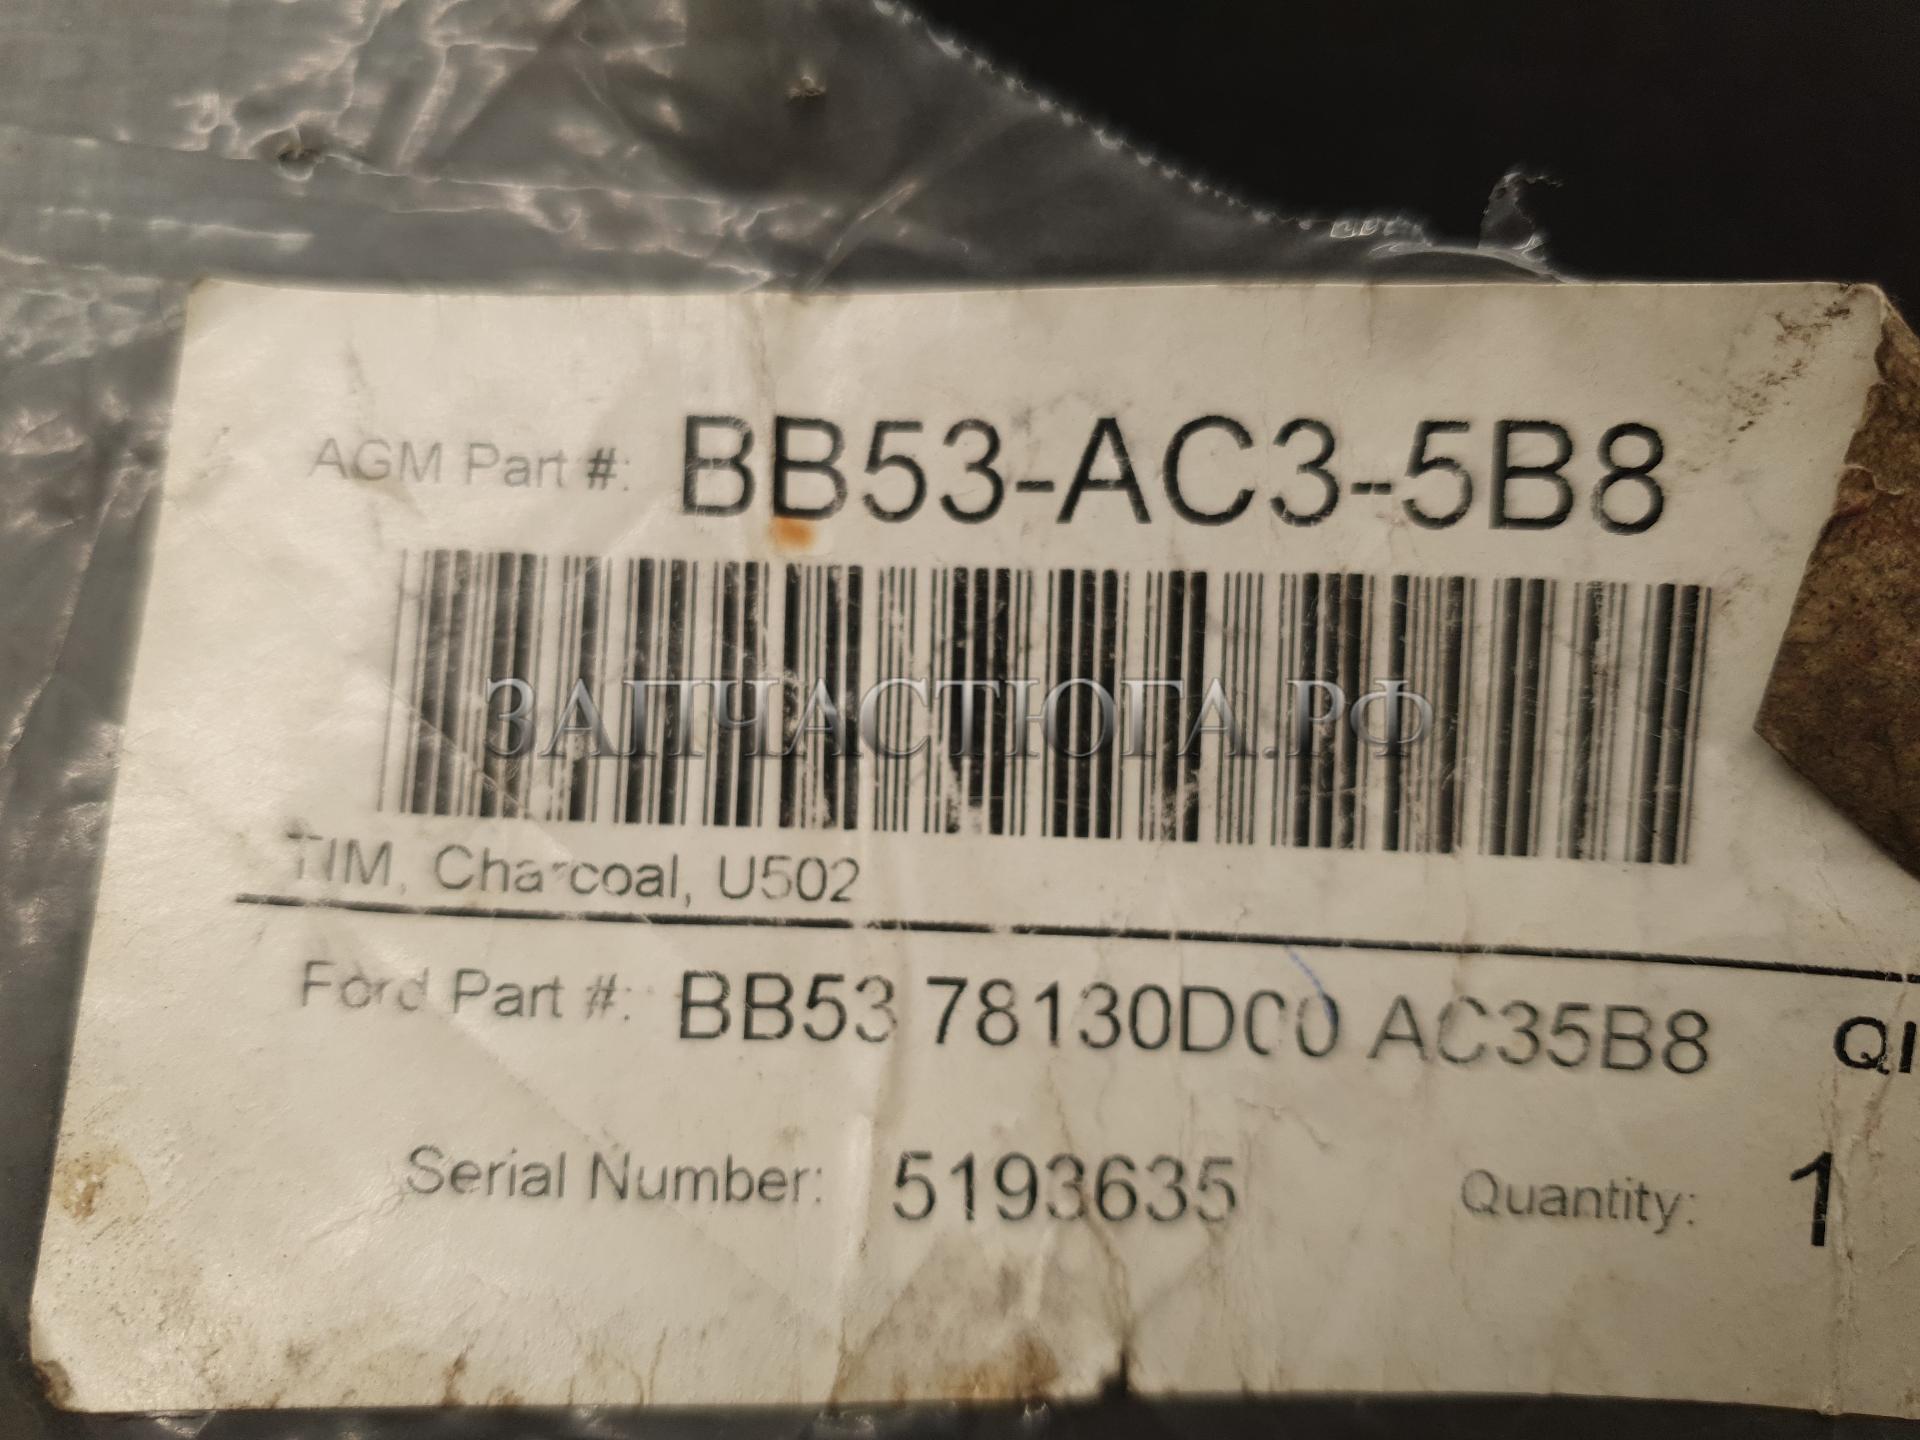 AGM Part #: BB53-AC3-5B8
ЗАПЧАСТЮГА.РФ
TIM, Charcoal, U502
Ford Part #: BB53 78130D00 AC35B8
Serial Number: 5193635 Quantity: 1